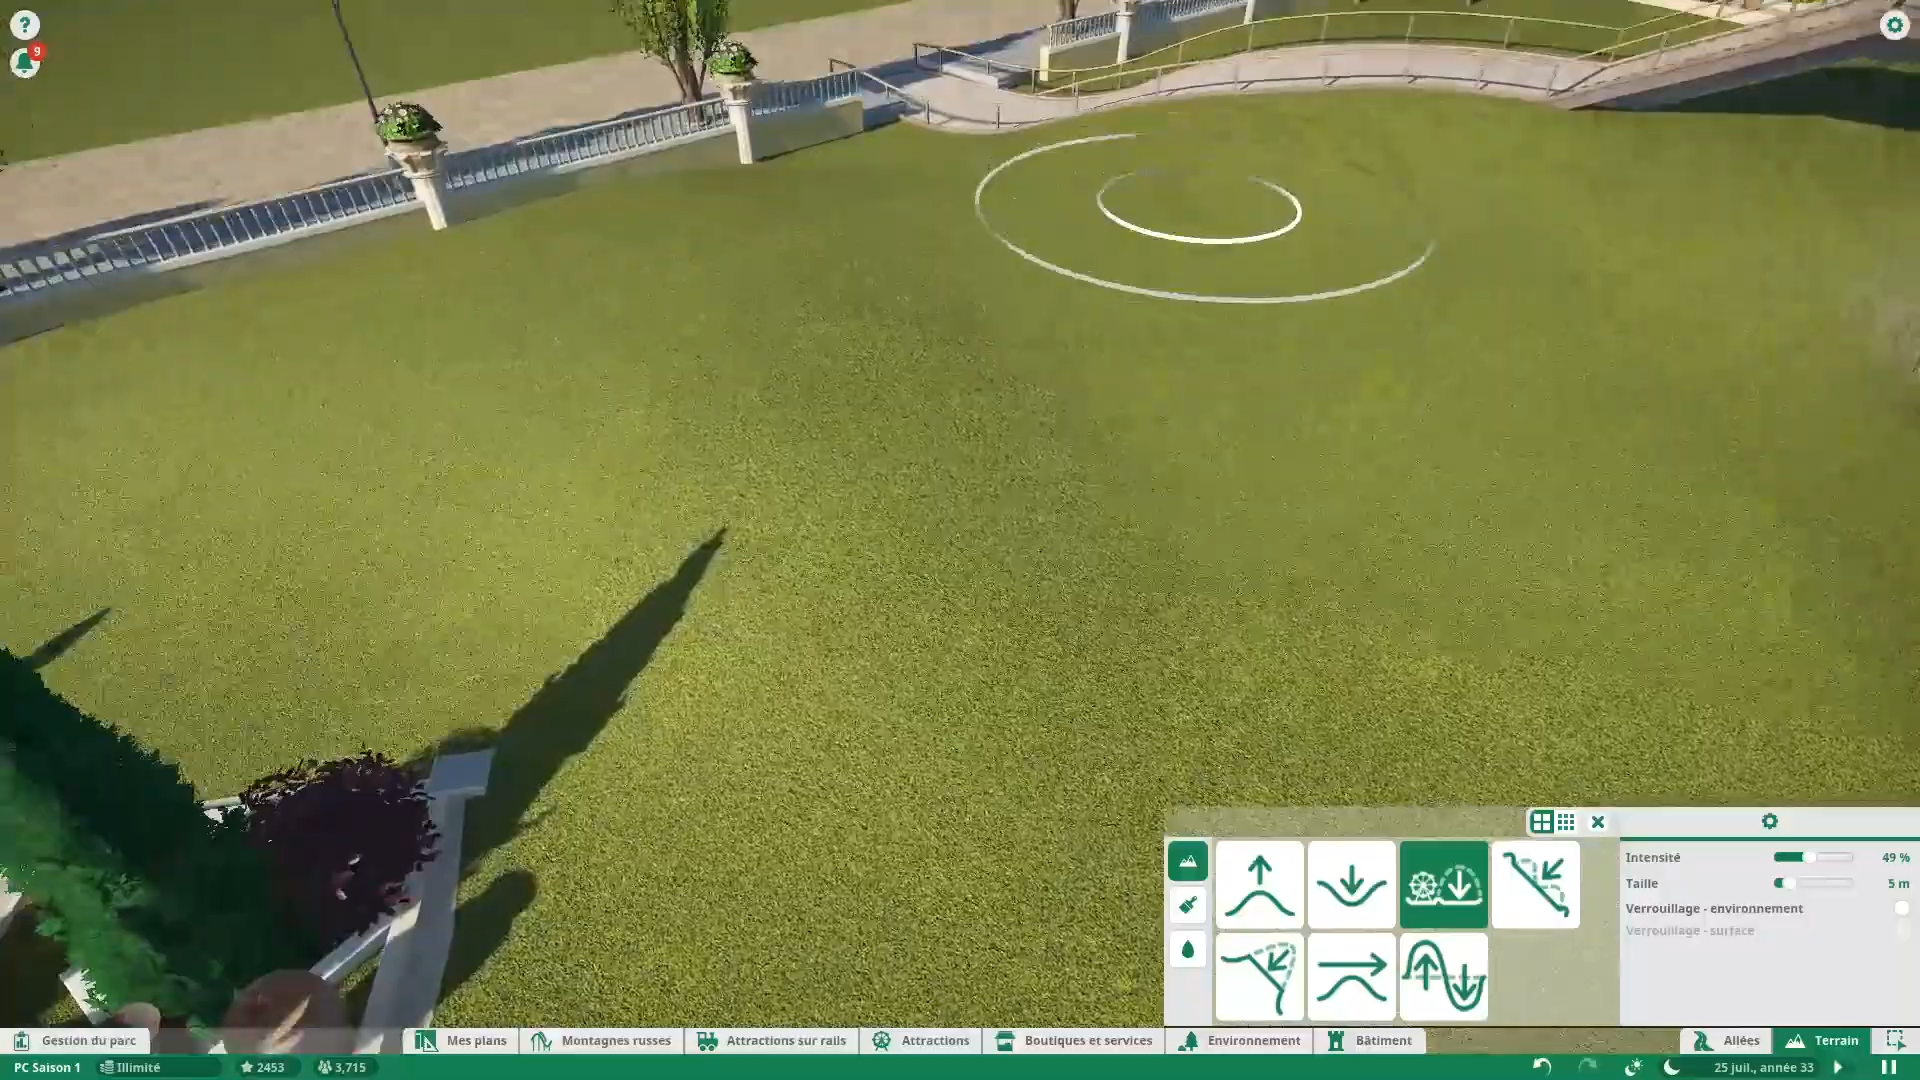 ?
9
Intensité 49 %
Taille 5 m
Verrouillage - environnement
Verrouillage - surface
Gestion du parc
Mes plans
Montagnes russes
Attractions sur rails
Attractions
Boutiques et services
Environnement
Bâtiment
Allées
Terrain
PC Saison 1
Illimité
2453
3,715
25 juil., année 33